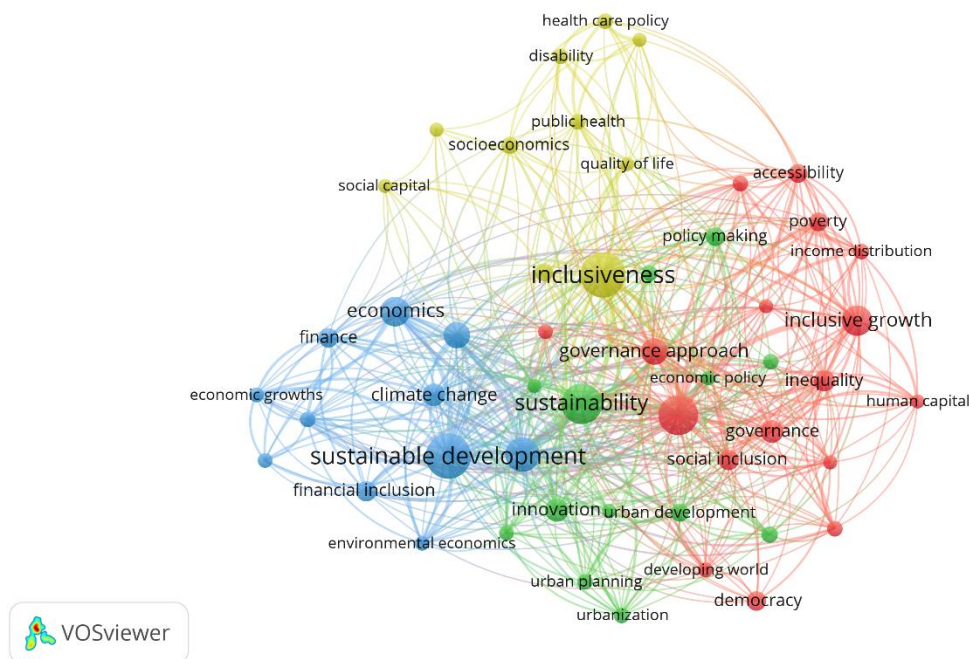 health care policy
disability
public health
socioeconomics
quality of life
social capital
accessibility
poverty
policy making
income distribution
inclusiveness
economics
inclusive growth
finance
governance approach
economic policy
inequality
economic growths
climate change
sustainability
human capital
governance
sustainable development
social inclusion
financial inclusion
innovation
urban development
environmental economics
developing world
urban planning
democracy
urbanization
VOSviewer